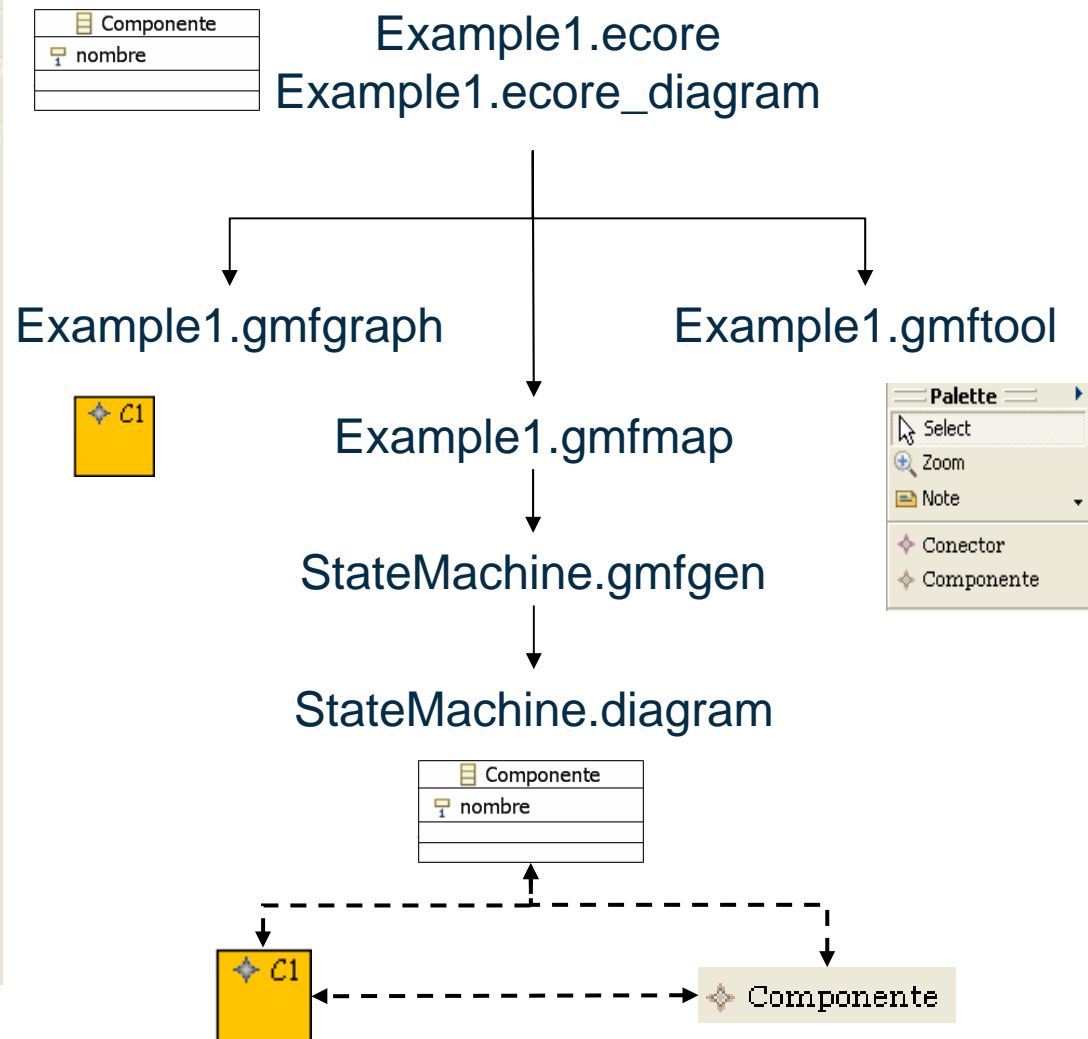 Componente
nombre
Example1.ecore
Example1.ecore_diagram
Example1.gmfgraph
Example1.gmftool
C1
Example1.gmfmap
Palette
Select
Zoom
Note
Conector
Componente
StateMachine.gmfgen
StateMachine.diagram
Componente
nombre
C1
Componente